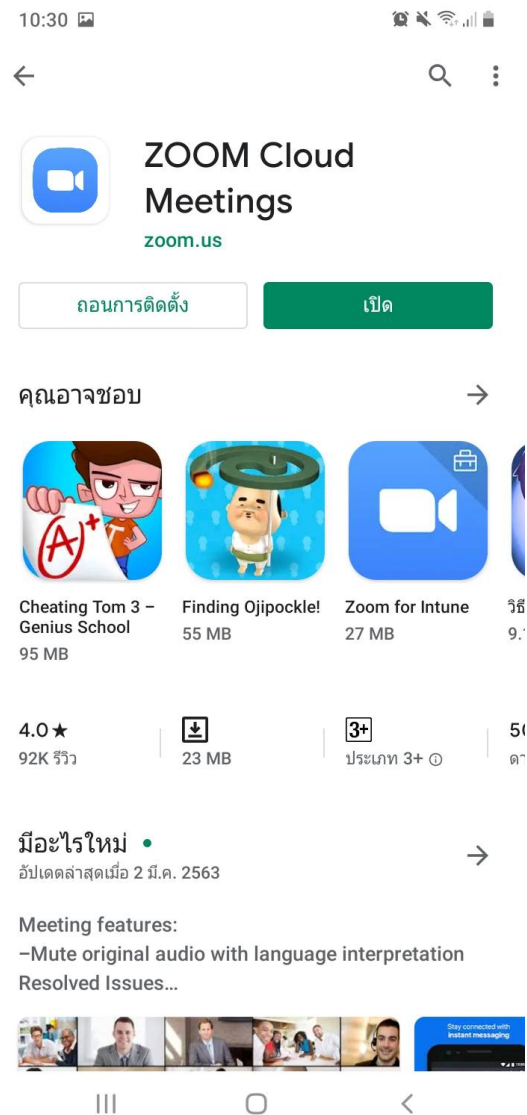 10:30
ZOOM Cloud
Meetings
zoom.us
ถอนการติดตั้ง
เปิด
คุณอาจชอบ
A+
Cheating Tom 3 –
Genius School
95 MB
Finding Ojipockle!
55 MB
Zoom for Intune
27 MB
4.0★
92K รีวิว
23 MB
3+
ประเภท 3+
มีอะไรใหม่
อัปเดตล่าสุดเมื่อ 2 มี.ค. 2563
Meeting features:
–Mute original audio with language interpretation
Resolved Issues…
Stay connected with
instant messaging